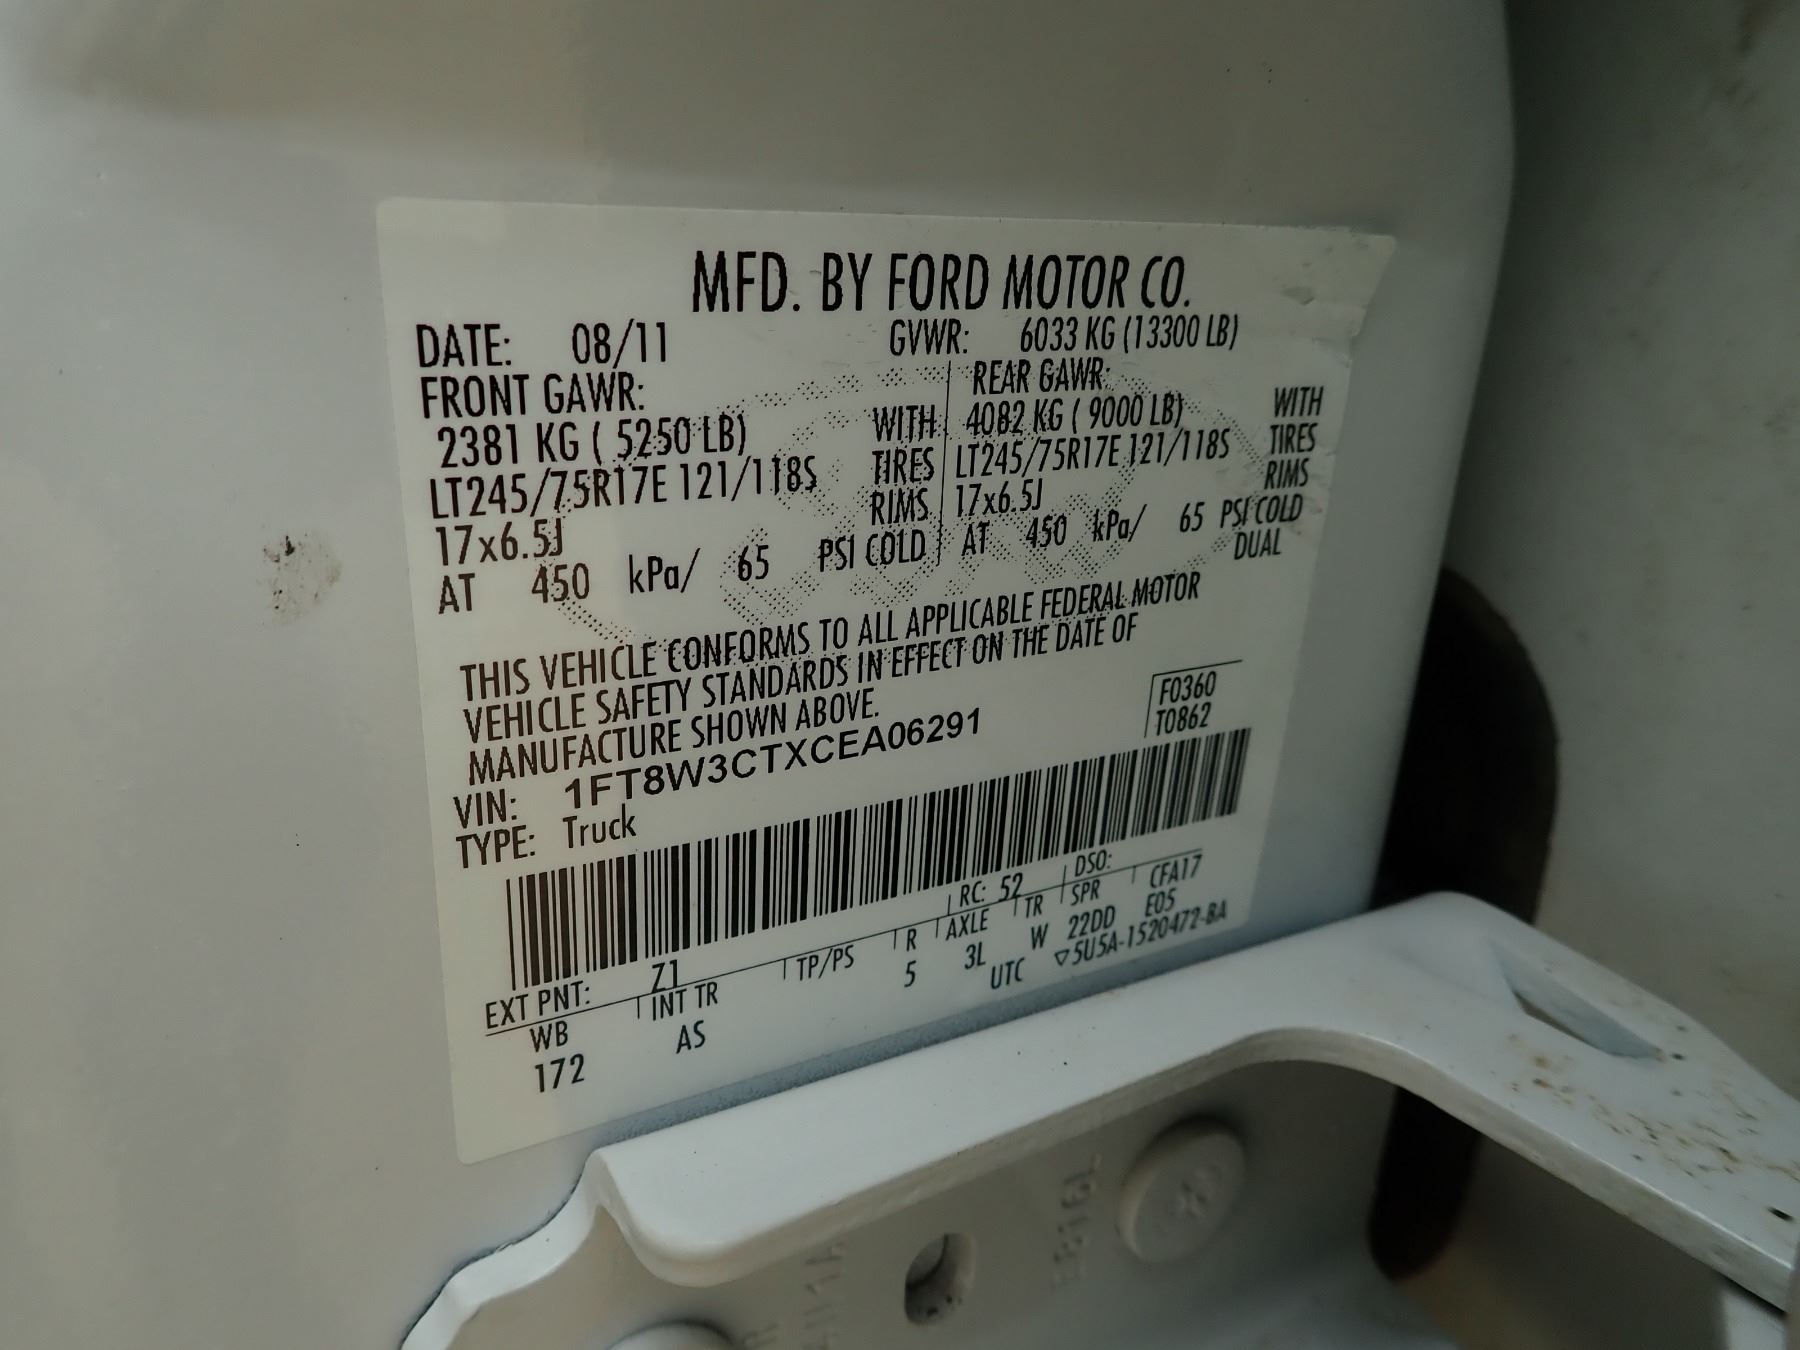 MFD. BY FORD MOTOR CO.
DATE: 08/11 GVWR: 6033 KG (13300 LB)
FRONT GAWR: REAR GAWR:
2381 KG ( 5250 LB) WITH 4082 KG ( 9000 LB) WITH
LT245/75R17E 121/118S TIRES LT245/75R17E 121/118S TIRES
17x6.5J RIMS 17x6.5J RIMS
AT 450 kPa/ 65 PSI COLD AT 450 kPa/ 65 PSI COLD
DUAL
THIS VEHICLE CONFORMS TO ALL APPLICABLE FEDERAL MOTOR
VEHICLE SAFETY STANDARDS IN EFFECT ON THE DATE OF
MANUFACTURE SHOWN ABOVE.
F0360
T0862
VIN: 1FT8W3CTXCEA06291
TYPE: Truck
EXT PNT: Z1 RC: 52 DSO: CFA17
WB INT TR TP/PS R AXLE TR SPR E05
172 AS 5 3L W 22DD
UTC ▽5U5A-1520472-BA